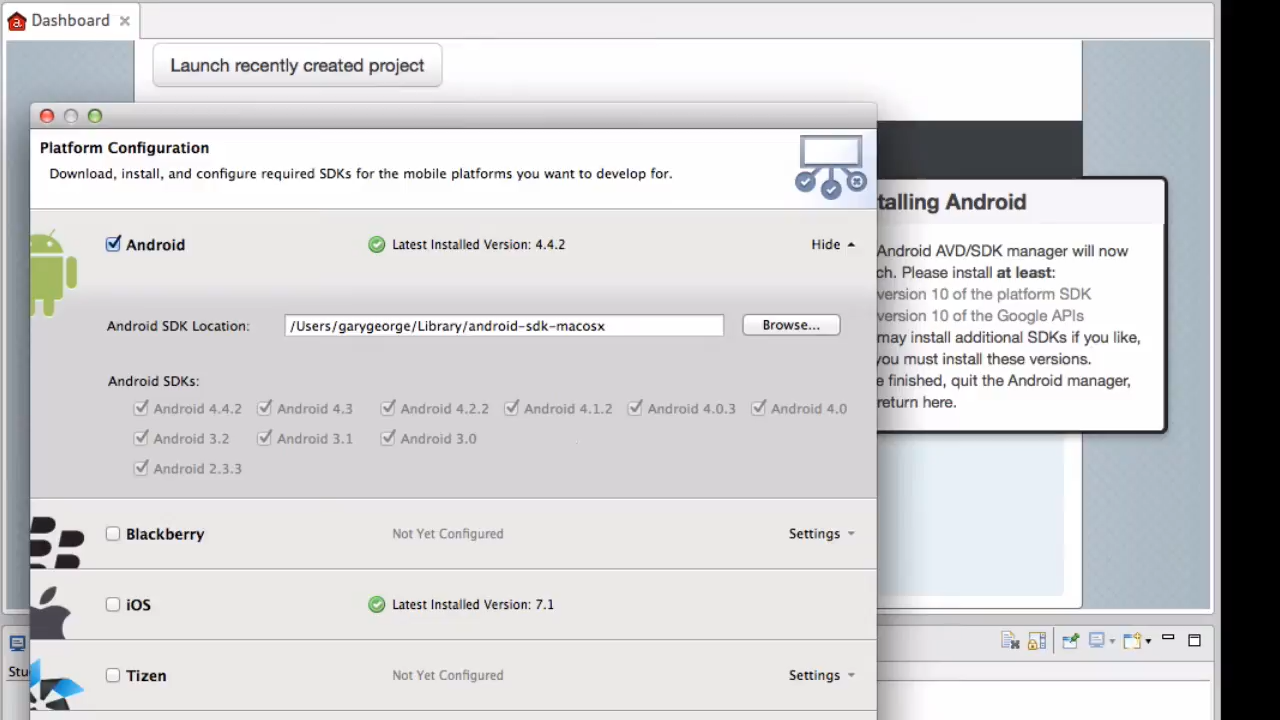 Dashboard
Launch recently created project
Platform Configuration
Download, install, and configure required SDKs for the mobile platforms you want to develop for.
Android
Latest Installed Version: 4.4.2
Hide
Android SDK Location:
/Users/garygeorge/Library/android-sdk-macosx
Browse...
Android SDKs:
Android 4.4.2 Android 4.3 Android 4.2.2 Android 4.1.2 Android 4.0.3 Android 4.0
Android 3.2 Android 3.1 Android 3.0
Android 2.3.3
Blackberry
Not Yet Configured
Settings
iOS
Latest Installed Version: 7.1
Tizen
Not Yet Configured
Settings
talling Android
Android AVD/SDK manager will now
ch. Please install at least:
version 10 of the platform SDK
version 10 of the Google APIs
may install additional SDKs if you like,
you must install these versions.
e finished, quit the Android manager,
return here.
Stu